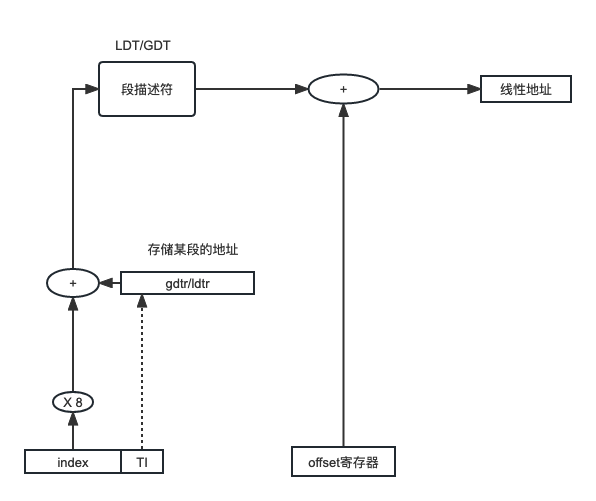 LDT/GDT
段描述符
+
线性地址
存储某段的地址
+
gdtr/ldtr
X 8
index
TI
offset寄存器